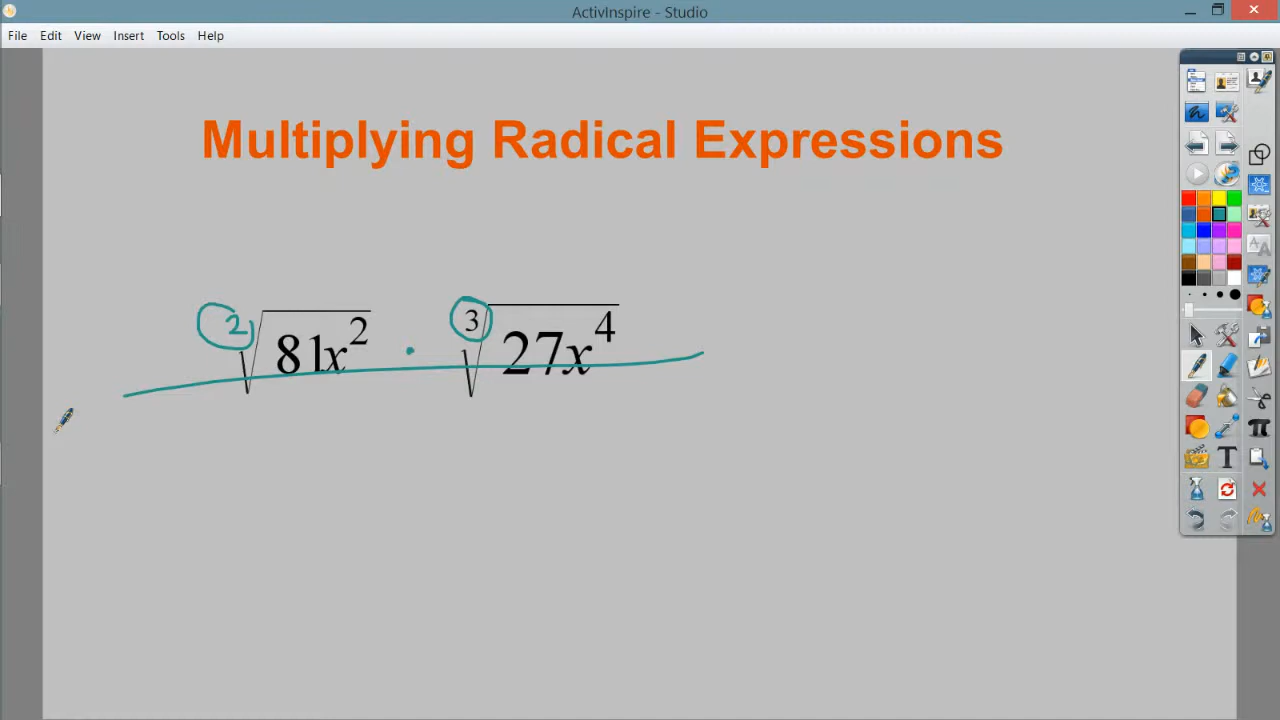 ActivInspire - Studio
File Edit View Insert Tools Help
Multiplying Radical Expressions
2√81x² · ³√27x⁴